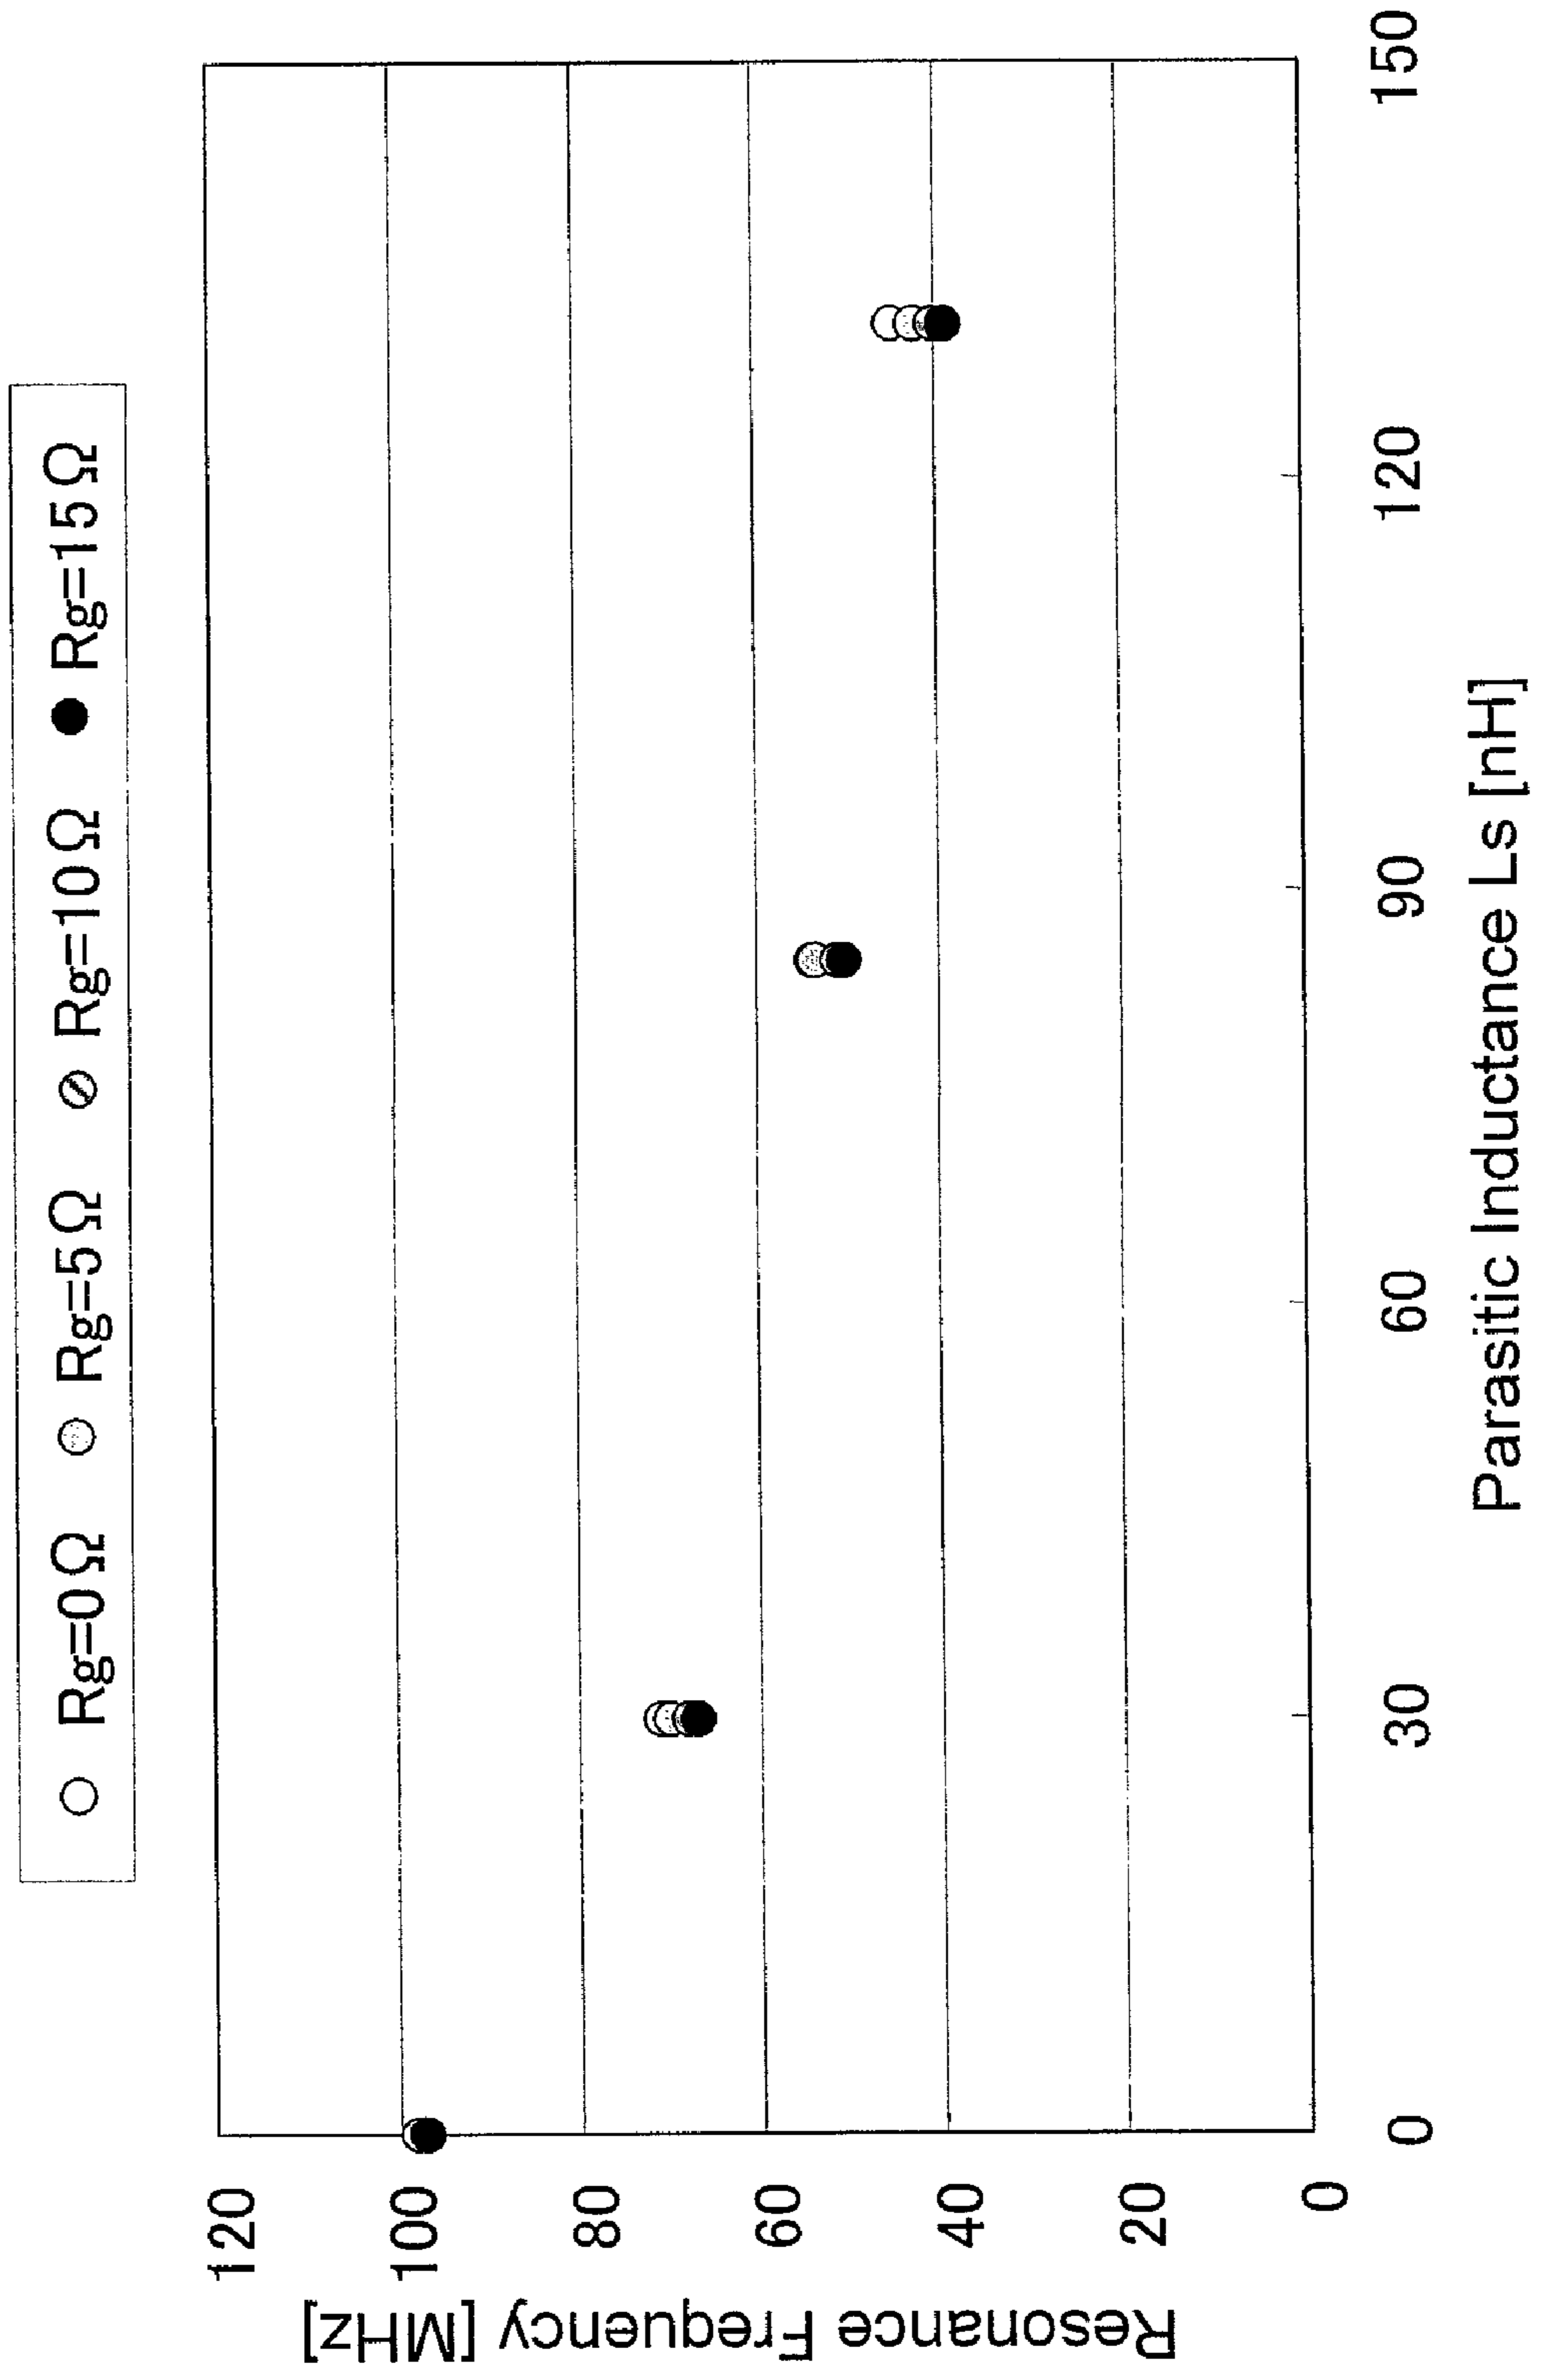 ○ Rg=0Ω ● Rg=5Ω ⊘ Rg=10Ω ● Rg=15Ω
Resonance Frequency [MHz]
120
100
80
60
40
20
0
0 30 60 90 120 150
Parasitic Inductance Ls [nH]